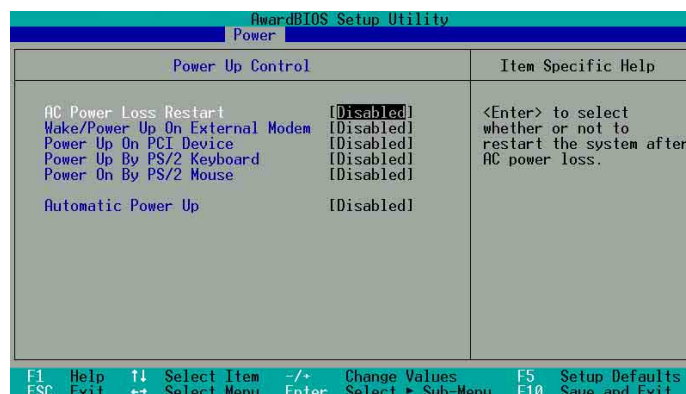 AwardBIOS Setup Utility
Power
Power Up Control
Item Specific Help
AC Power Loss Restart [Disabled]
Wake/Power Up On External Modem [Disabled]
Power Up On PCI Device [Disabled]
Power Up By PS/2 Keyboard [Disabled]
Power On By PS/2 Mouse [Disabled]
Automatic Power Up [Disabled]
<Enter> to select
whether or not to
restart the system after
AC power loss.
F1 Help ↑↓ Select Item -/+ Change Values F5 Setup Defaults
ESC Exit ←→ Select Menu Enter Select ► Sub-Menu F10 Save and Exit